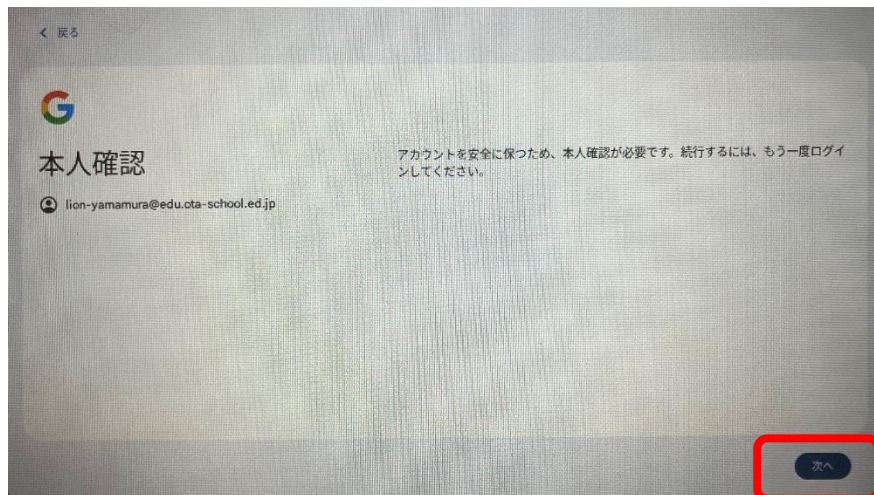 戻る
本人確認
lion-yamamura@edu.ota-school.ed.jp
アカウントを安全に保つため、本人確認が必要です。続行するには、もう一度ログイ
ンしてください。
次へ